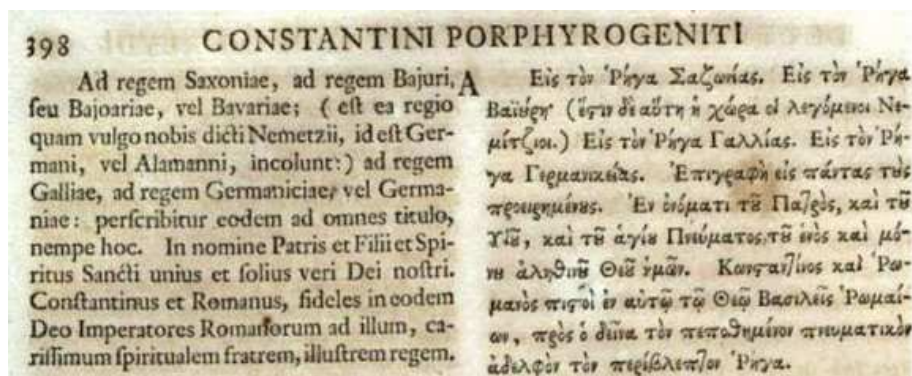 398 CONSTANTINI PORPHYROGENITI
Ad regem Saxoniae, ad regem Bajuri,
ſeu Bajoariae, vel Bavariae; (eſt ea regio
quam vulgo nobis dicti Nemetzii, id eſt Ger-
mani, vel Alamanni, incolunt:) ad regem
Galliae, ad regem Germaniciae, vel Germa-
niae: perſcribitur eodem ad omnes titulo,
nempe hoc. In nomine Patris et Filii et Spi-
ritus Sancti unius et ſolius veri Dei noſtri.
Conſtantinus et Romanus, fideles in eodem
Deo Imperatores Romanorum ad illum, ca-
riſſimum ſpiritualem fratrem, illuſtrem regem.
A
Εἰς τὸν Ῥῆγα Σαξωνίας. Εἰς τὸν Ῥῆγα
Βαϊούρη (ἔστιν δὲ αὕτη ἡ χώρα οἱ λεγόμενοι Νε-
μίτζιοι.) Εἰς τὸν Ῥῆγα Γαλλίας. Εἰς τὸν Ῥῆ-
γα Γερμανικείας. Ἐπιγραφὴ εἰς πάντας τοὺς
προειρημένους. Ἐν ὀνόματι τοῦ Πατρὸς, καὶ τοῦ
Υἱοῦ, καὶ τοῦ ἁγίου Πνεύματος, τοῦ ἑνὸς καὶ μό-
νου ἀληθινοῦ Θεοῦ ἡμῶν. Κωνσταντῖνος καὶ Ῥω-
μανὸς πιστοὶ ἐν αὐτῷ τῷ Θεῷ Βασιλεῖς Ῥωμαί-
ων, πρὸς ὁ δεῖνα τὸν πεποθημένον πνευματικὸν
ἀδελφὸν τὸν περίβλεπτον Ῥῆγα.